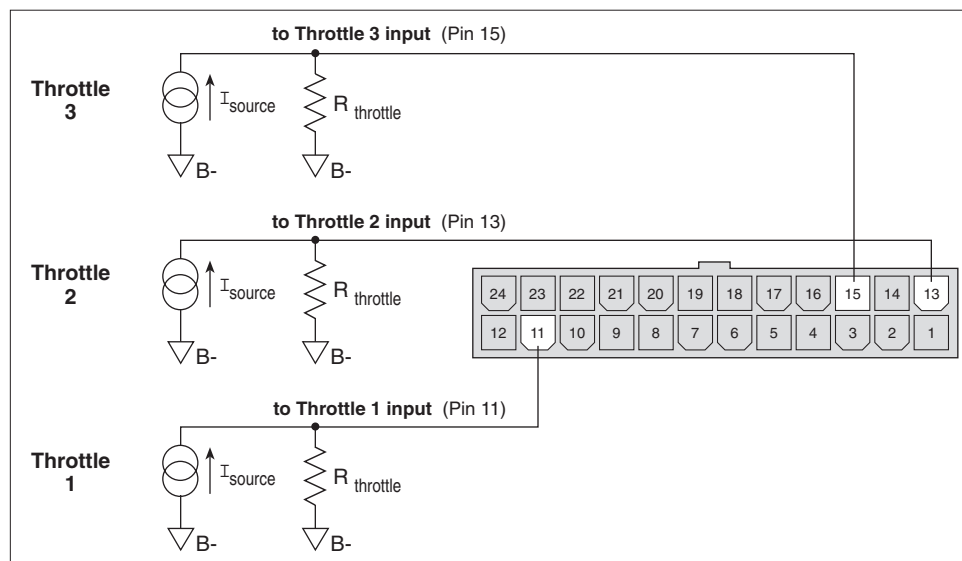 to Throttle 3 input (Pin 15)
Throttle
3
Isource
R throttle
B-
B-
to Throttle 2 input (Pin 13)
Throttle
2
Isource
R throttle
B-
B-
24 23 22 21 20 19 18 17 16 15 14 13
12 11 10 9 8 7 6 5 4 3 2 1
to Throttle 1 input (Pin 11)
Throttle
1
Isource
R throttle
B-
B-